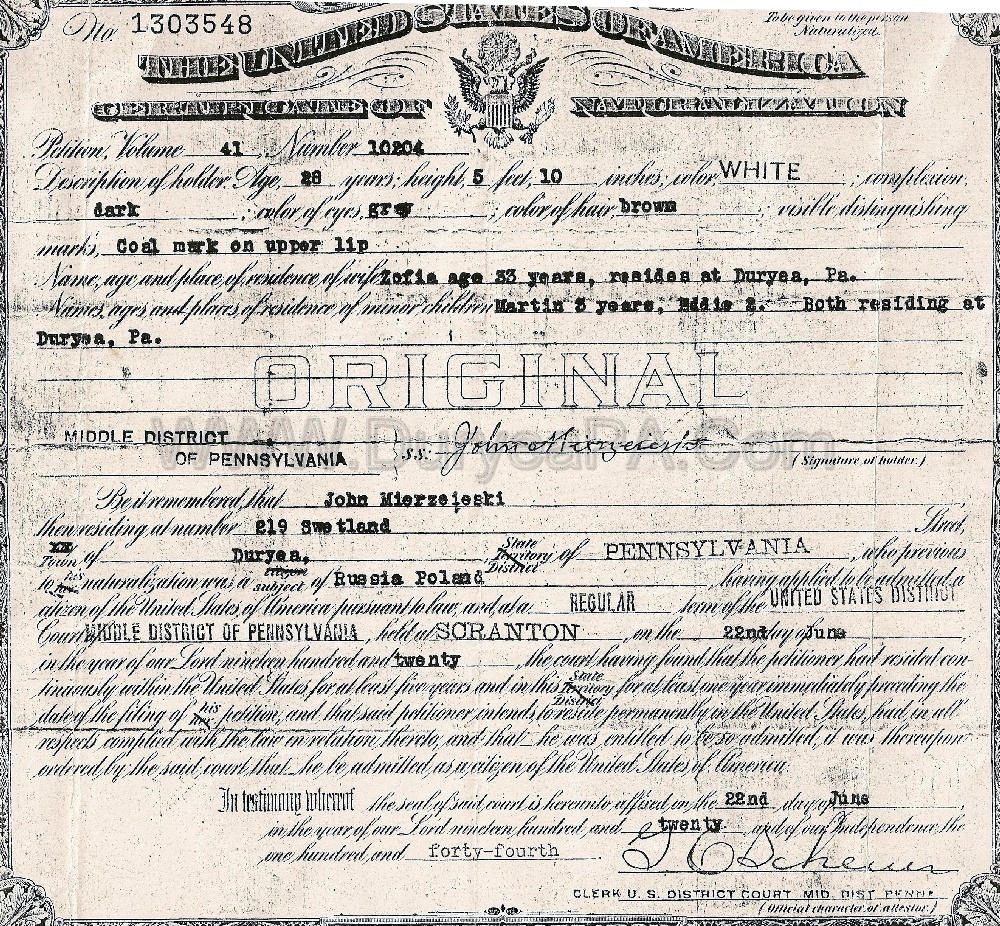 No 1303548
To be given to the person
Naturalized.
THE UNITED STATES OF AMERICA
CERTIFICATE OF NATURALIZATION
Petition, Volume 41, Number 10204
Description of holder: Age, 28 years; height, 5 feet, 10 inches; color, WHITE; complexion,
dark; color of eyes, grey; color of hair, brown; visible distinguishing
marks, Coal mark on upper lip
Name, age and place of residence of wife Zofia age 33 years, resides at Duryea, Pa.
Names, ages and places of residence of minor children Martin 3 years, Eddie 2. Both residing at
Duryea, Pa.
ORIGINAL
www.DuryeaPA.Com
MIDDLE DISTRICT
OF PENNSYLVANIA
S.S: John Mierzejeski
(Signature of holder.)
Be it remembered, that John Mierzejeski
then residing at number 219 Swetland Street,
xx
Town of Duryea, State Territory District of PENNSYLVANIA, who previous
to his naturalization was a citizen subject of Russia Poland, having applied to be admitted a
citizen of the United States of America pursuant to law, and at a REGULAR term of the UNITED STATES DISTRICT
Court MIDDLE DISTRICT OF PENNSYLVANIA, held at SCRANTON on the 22nd day of June,
in the year of our Lord nineteen hundred and twenty, the court having found that the petitioner had resided con-
tinuously within the United States for at least five years and in this State Territory District for at least one year immediately preceding the
date of the filing of his her petition, and that said petitioner intends to reside permanently in the United States, had in all
respects complied with the law in relation thereto, and that he was entitled to be so admitted, it was thereupon
ordered by the said court that he be admitted as a citizen of the United States of America.
In testimony whereof the seal of said court is hereunto affixed on the 22nd day of June,
in the year of our Lord nineteen hundred and twenty and of our Independence the
one hundred and forty-fourth.
CLERK U. S. DISTRICT COURT, MID. DIST. PENN'A
(Official character of attestor.)